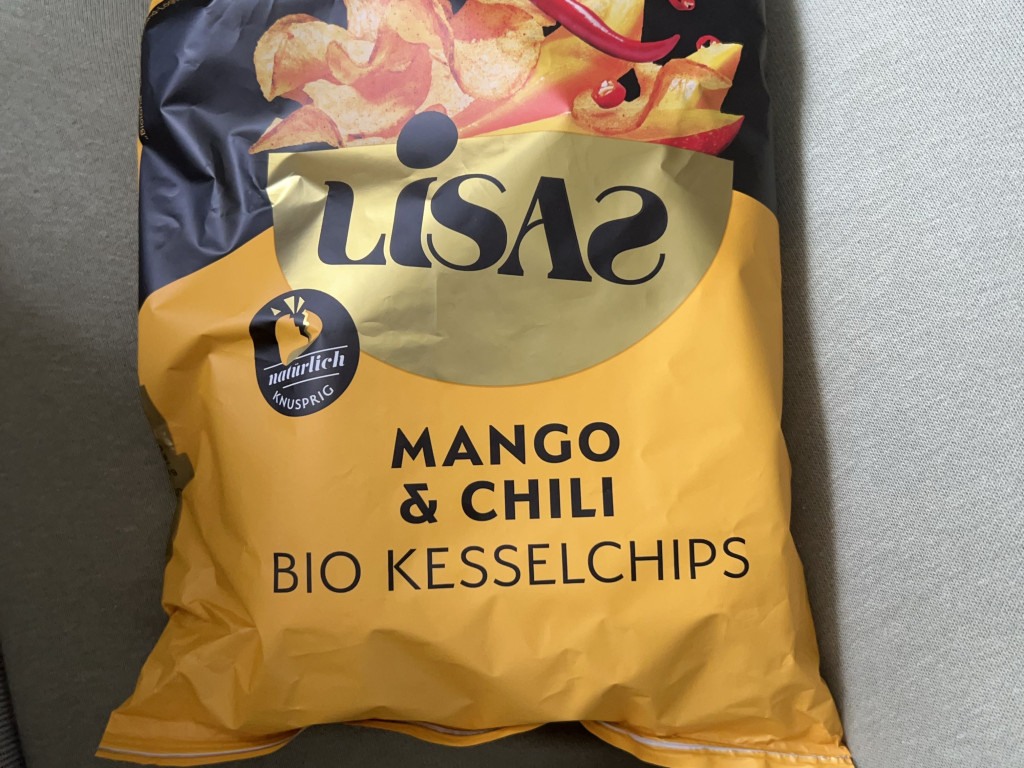 LiSAS
natürlich
KNUSPRIG
MANGO
& CHILI
BIO KESSELCHIPS